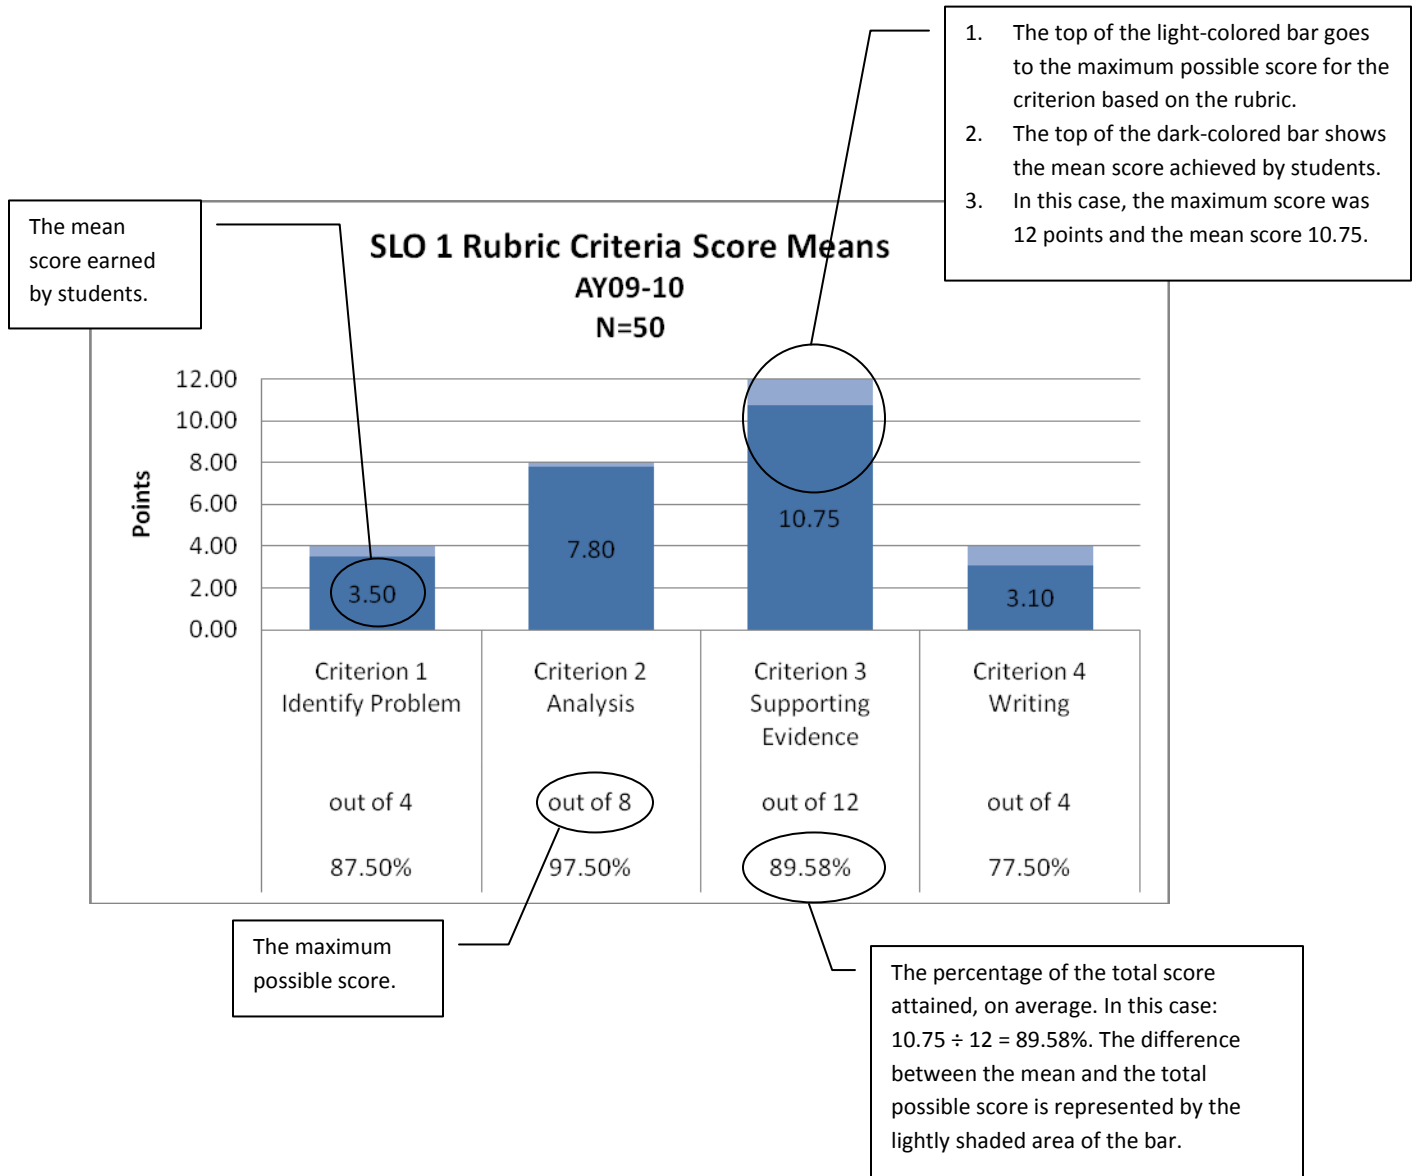 1. The top of the light-colored bar goes
to the maximum possible score for the
criterion based on the rubric.
2. The top of the dark-colored bar shows
the mean score achieved by students.
3. In this case, the maximum score was
12 points and the mean score 10.75.
The mean
score earned
by students.
SLO 1 Rubric Criteria Score Means
AY09-10
N=50
Points
12.00
10.00
8.00
6.00
4.00
2.00
0.00
3.50
7.80
10.75
3.10
Criterion 1
Identify Problem
out of 4
87.50%
Criterion 2
Analysis
out of 8
97.50%
Criterion 3
Supporting
Evidence
out of 12
89.58%
Criterion 4
Writing
out of 4
77.50%
The maximum
possible score.
The percentage of the total score
attained, on average. In this case:
10.75 ÷ 12 = 89.58%. The difference
between the mean and the total
possible score is represented by the
lightly shaded area of the bar.